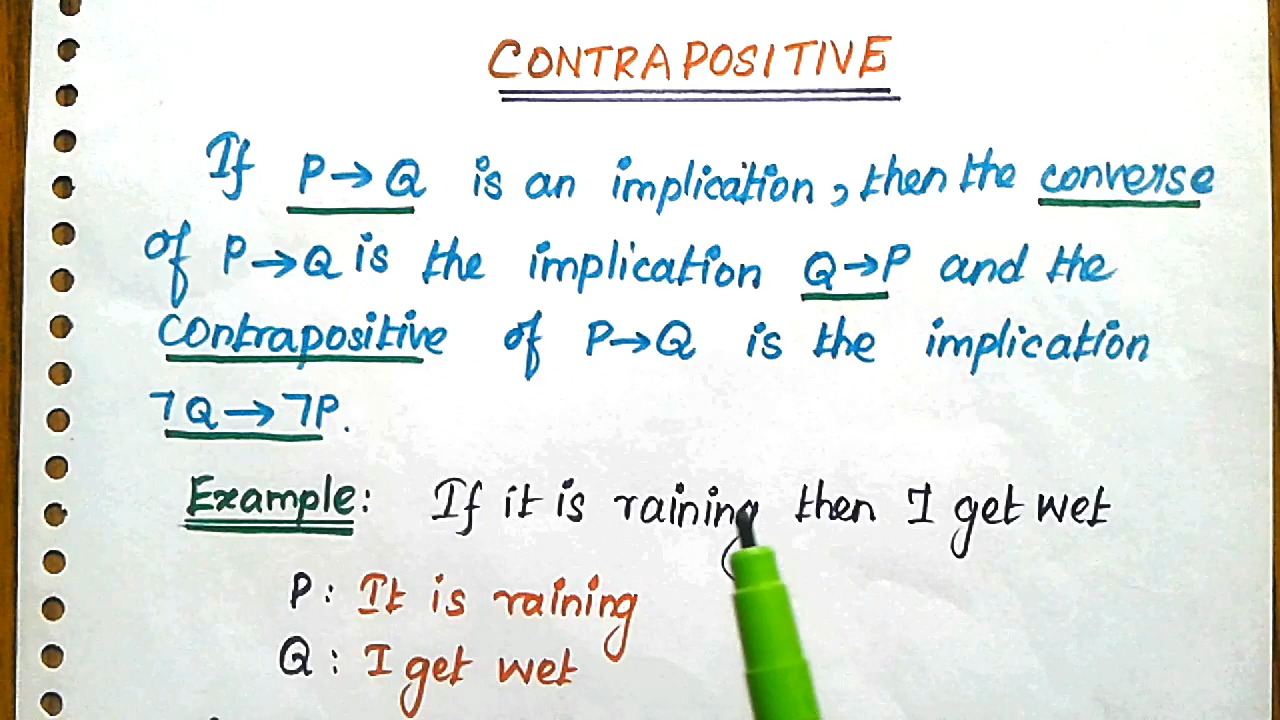 CONTRAPOSITIVE
If P→Q is an implication, then the converse
of P→Q is the implication Q→P and the
contrapositive of P→Q is the implication
¬Q→¬P.
Example: If it is raining then I get wet
P: It is raining
Q: I get wet